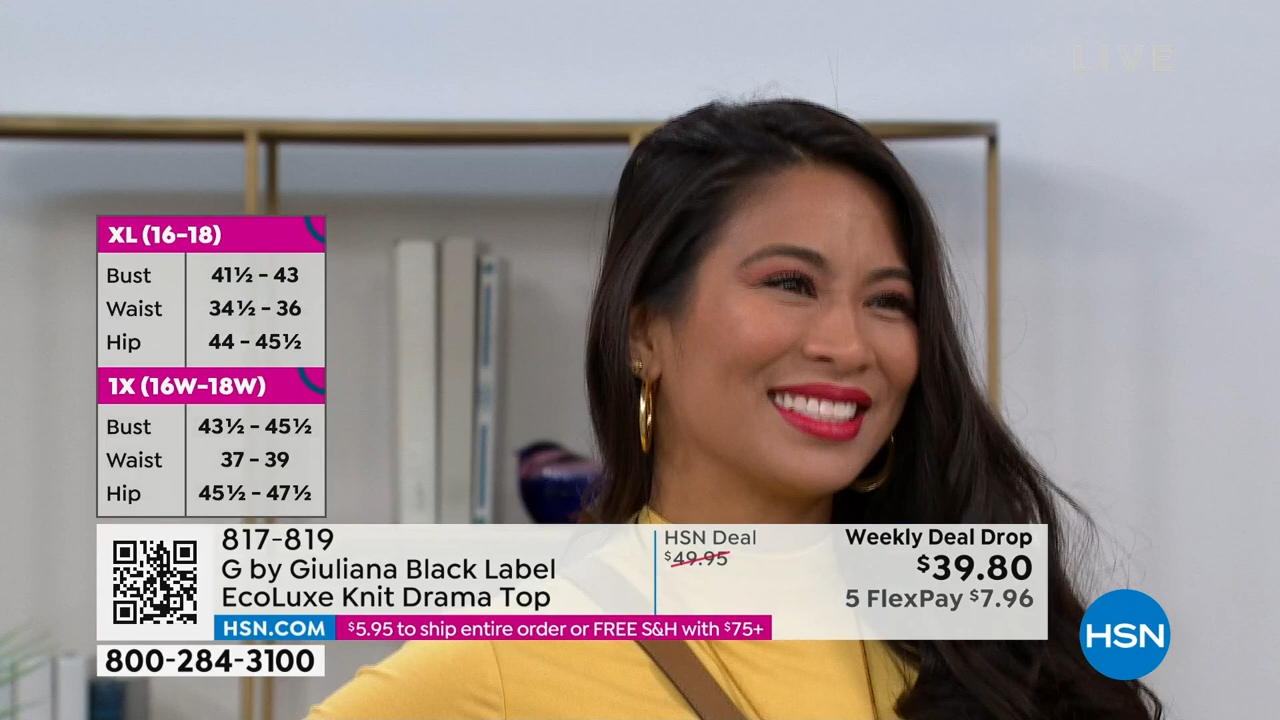 LIVE
XL (16-18)
Bust 41½ - 43
Waist 34½ - 36
Hip 44 - 45½
1X (16W-18W)
Bust 43½ - 45½
Waist 37 - 39
Hip 45½ - 47½
817-819
G by Giuliana Black Label
EcoLuxe Knit Drama Top
HSN Deal
$49.95
Weekly Deal Drop
$39.80
5 FlexPay $7.96
HSN.COM $5.95 to ship entire order or FREE S&H with $75+
800-284-3100
HSN